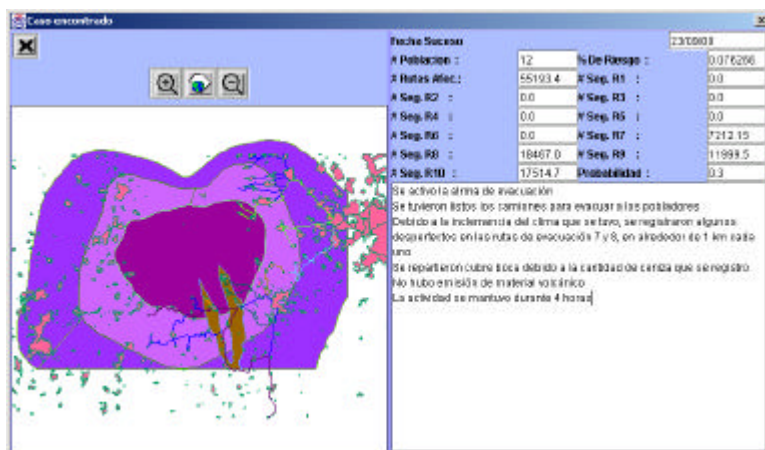 Caso encontrado
Fecha Suceso 23/09/00
# Poblacion : 12 % De Riesgo : 0.076266
# Rutas Afec.: 55193.4 # Seg. R1 : 0.0
# Seg. R2 : 0.0 # Seg. R3 : 0.0
# Seg. R4 : 0.0 # Seg. R5 : 0.0
# Seg. R6 : 0.0 # Seg. R7 : 7212.15
# Seg. R8 : 18467.0 # Seg. R9 : 11999.5
# Seg. R10 : 17514.7 Probabilidad : 0.3
Se activo la alrma de evacuación
Se tuvieron listos los camiones para evacuar a los pobladores
Debido a la inclemancia del clima que se tuvo, se registraron algunos
desperfectos en las rutas de evacuación 7 y 8, en alrededor de 1 km cada
uno
Se repartieron cubre boca debido a la cantidad de ceniza que se registro.
No hubo emisión de material volcánico
La actividad se mantuvo durante 4 horas